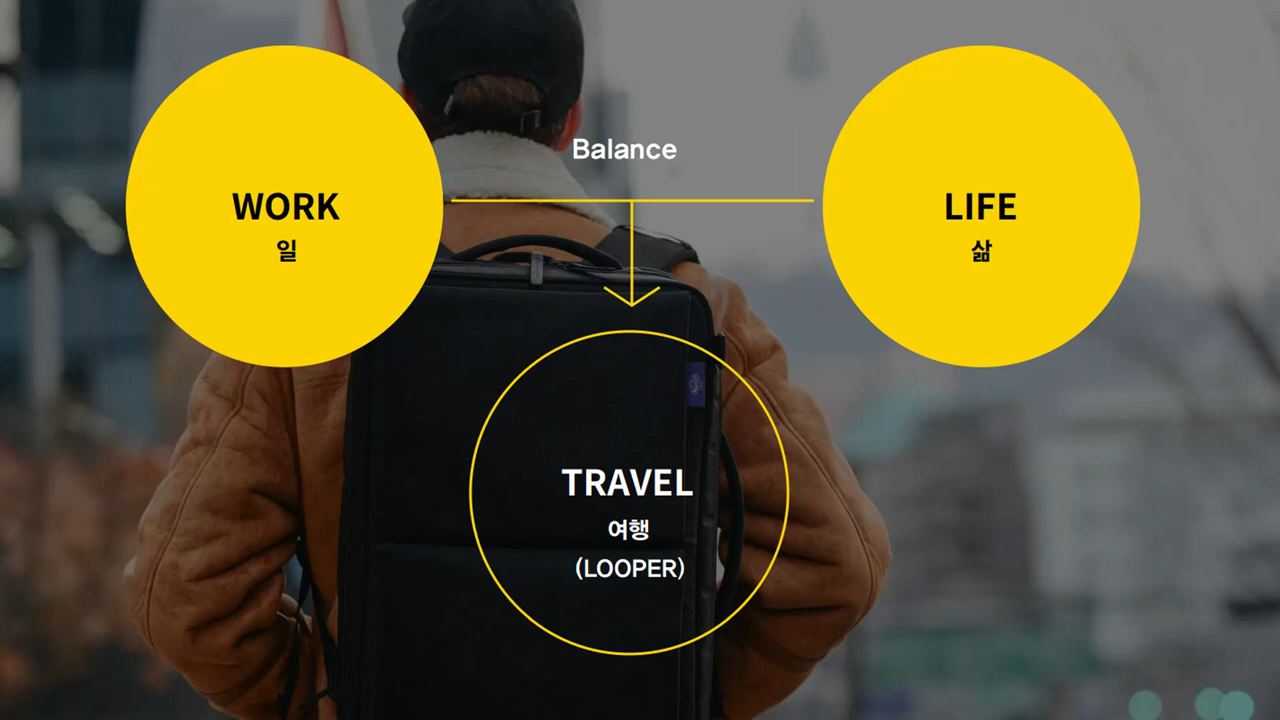 Balance
WORK
일
LIFE
삶
TRAVEL
여행
(LOOPER)